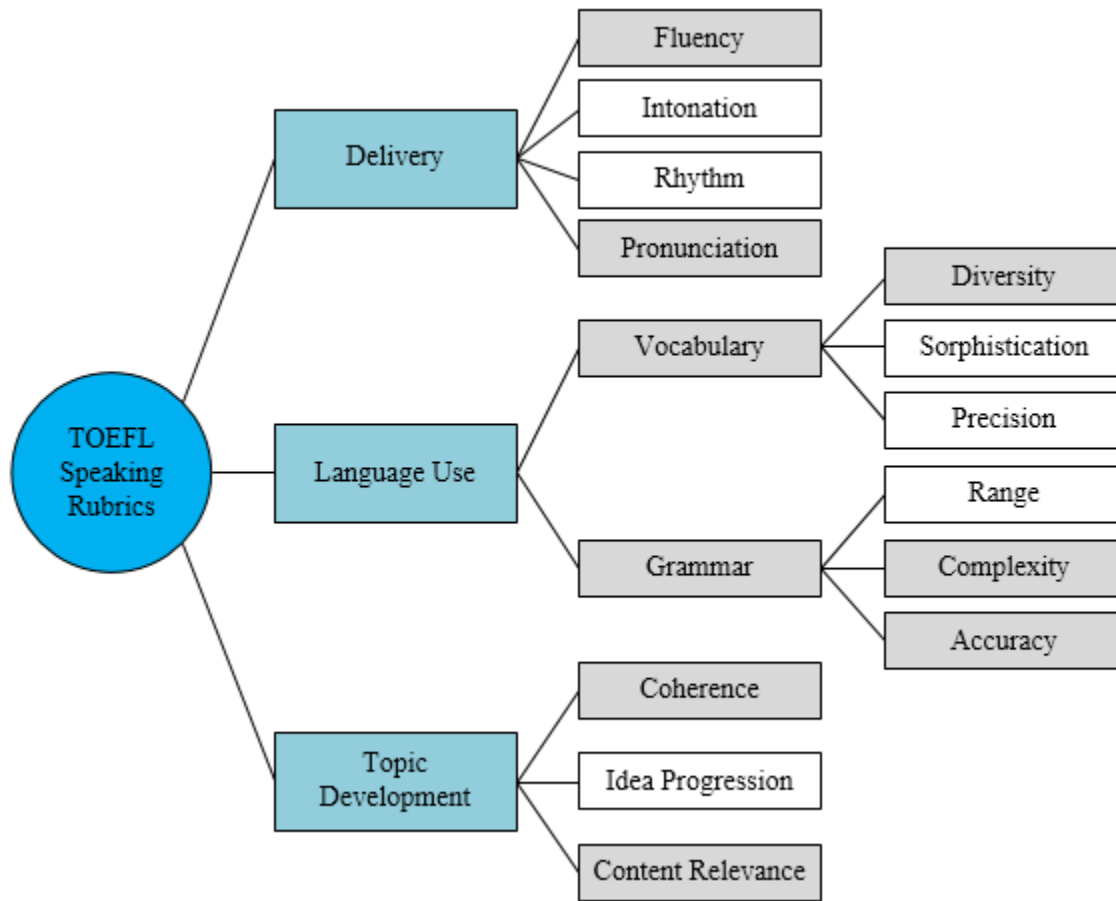 Fluency
Intonation
Delivery
Rhythm
Pronunciation
Diversity
Vocabulary
Sorphistication
Precision
TOEFL
Speaking
Rubrics
Language Use
Range
Grammar
Complexity
Accuracy
Coherence
Topic
Development
Idea Progression
Content Relevance